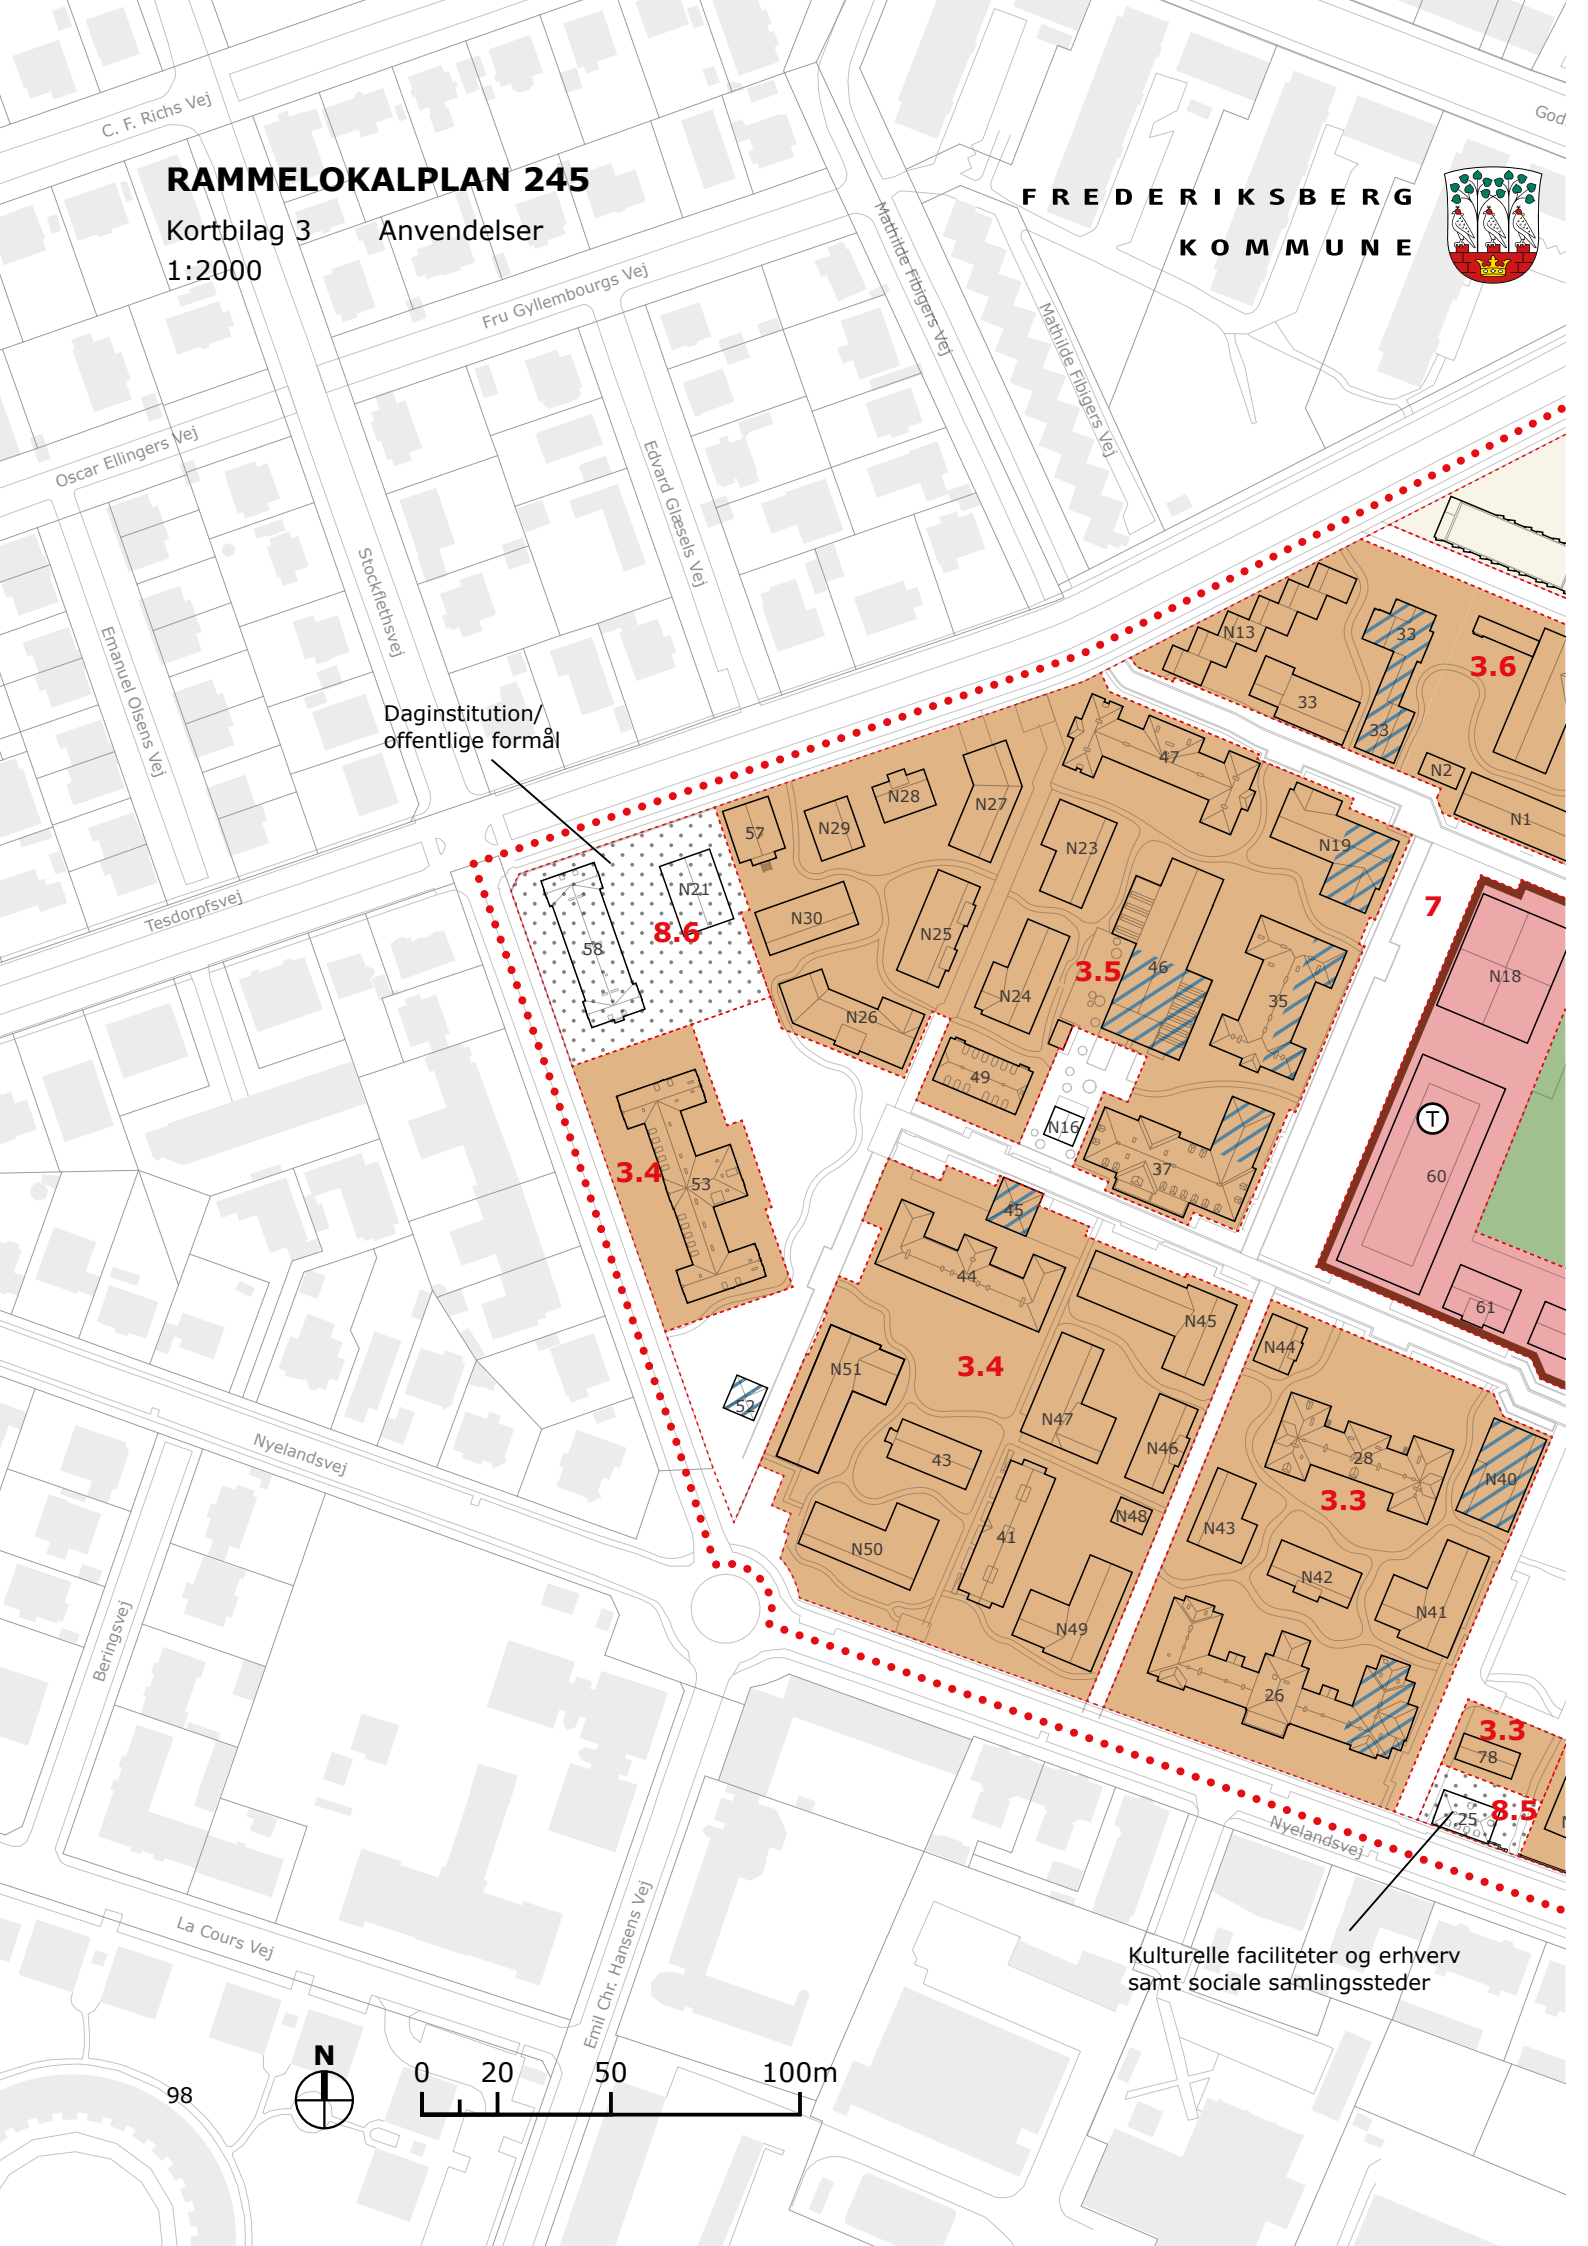 C. F. Richs Vej
God
RAMMELOKALPLAN 245
Kortbilag 3 Anvendelser
1:2000
FREDERIKSBERG
KOMMUNE
Mathilde Fibigers Vej
Mathilde Fibigers Vej
Fru Gyllembourgs Vej
Oscar Ellingers Vej
Edvard Glæsels Vej
Stockflethsvej
Emanuel Olsens Vej
Tesdorpfsvej
Daginstitution/
offentlige formål
N13
33
3.6
33
33
N2
N1
47
N28
N27
57
N29
N23
N19
N21
8.6
58
N30
N25
7
3.5
46
N18
N24
35
N26
49
T
N16
3.4
53
37
60
45
44
61
N45
N44
3.4
N51
52
N47
N46
43
28
N40
3.3
N48
N43
41
N50
N42
N41
N49
26
3.3
78
8.5
25
N
Nyelandsvej
Nyelandsvej
Beringsvej
La Cours Vej
Emil Chr. Hansens Vej
Kulturelle faciliteter og erhverv
samt sociale samlingssteder
N
0 20 50 100m
98